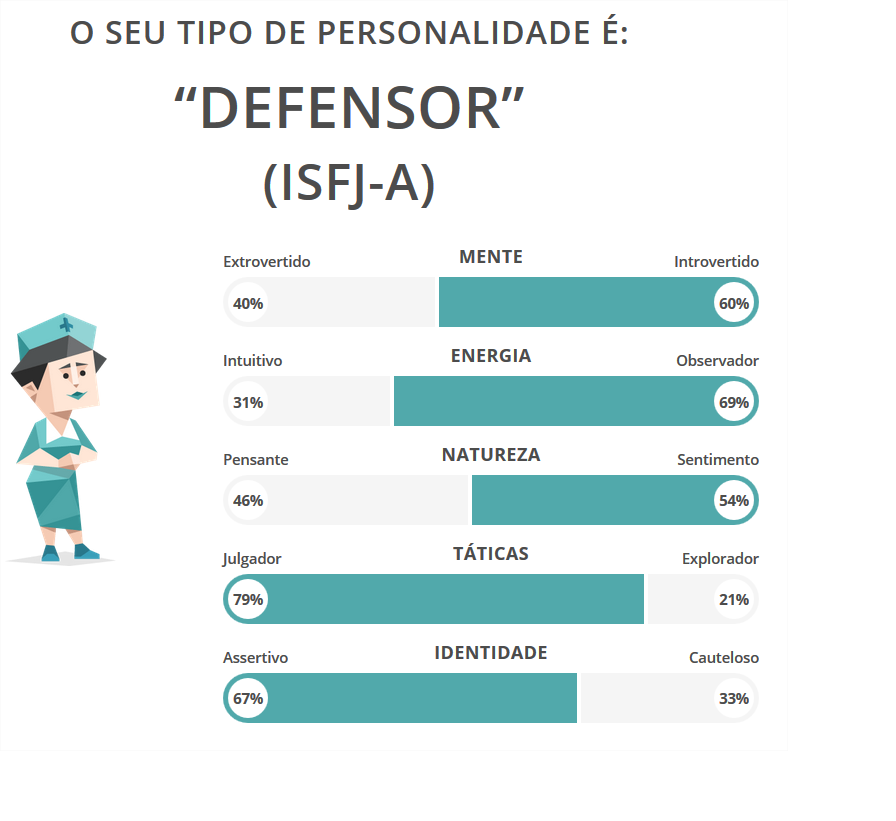 O SEU TIPO DE PERSONALIDADE É:
“DEFENSOR”
(ISFJ-A)
Extrovertido MENTE Introvertido
40% 60%
Intuitivo ENERGIA Observador
31% 69%
Pensante NATUREZA Sentimento
46% 54%
Julgador TÁTICAS Explorador
79% 21%
Assertivo IDENTIDADE Cauteloso
67% 33%